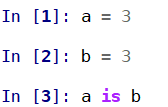 In [1]: a = 3
In [2]: b = 3
In [3]: a is b